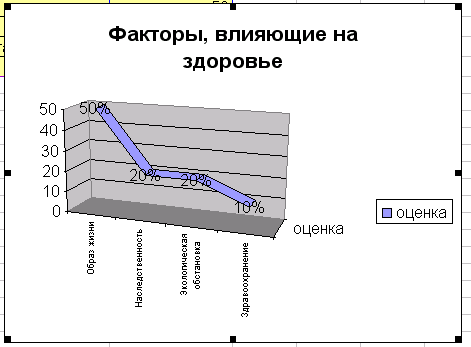 Факторы, влияющие на
здоровье
50
40
30
20
10
0
50%
20%
20%
10%
Образ жизни
Наследственность
Экологическая
обстановка
Здравоохранение
оценка
оценка